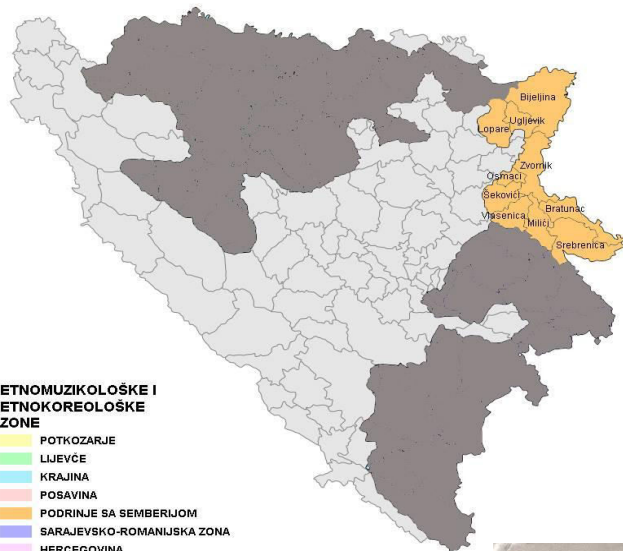 Bijeljina
Ugljevik
Lopare
Zvornik
Osmaci
Šekovići
Vlasenica
Milići
Bratunac
Srebrenica
ETNOMUZIKOLOŠKE I
ETNOKOREOLOŠKE
ZONE
POTKOZARJE
LIJEVČE
KRAJINA
POSAVINA
PODRINJE SA SEMBERIJOM
SARAJEVSKO-ROMANIJSKA ZONA
HERCEGOVINA